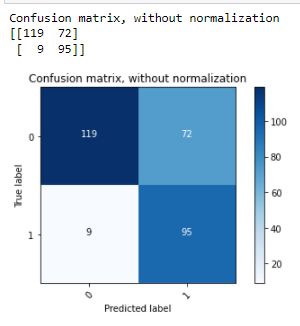 Confusion matrix, without normalization
[[119  72]
 [  9  95]]
Confusion matrix, without normalization
0 119 72 100
80
60
True label
1 9 95 40
20
0 1
Predicted label